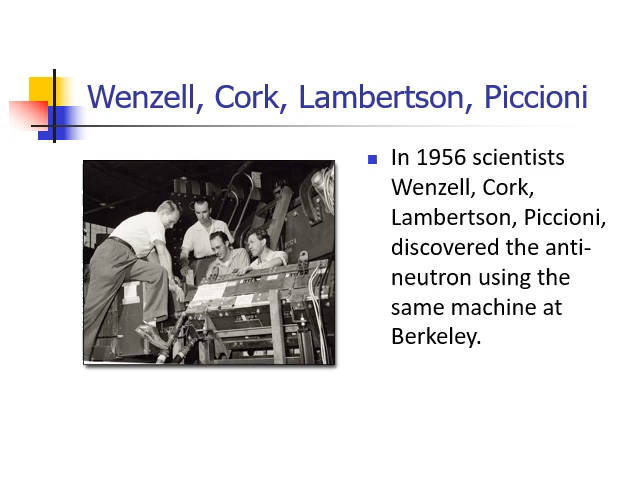 Wenzell, Cork, Lambertson, Piccioni
In 1956 scientists
Wenzell, Cork,
Lambertson, Piccioni,
discovered the anti-
neutron using the
same machine at
Berkeley.